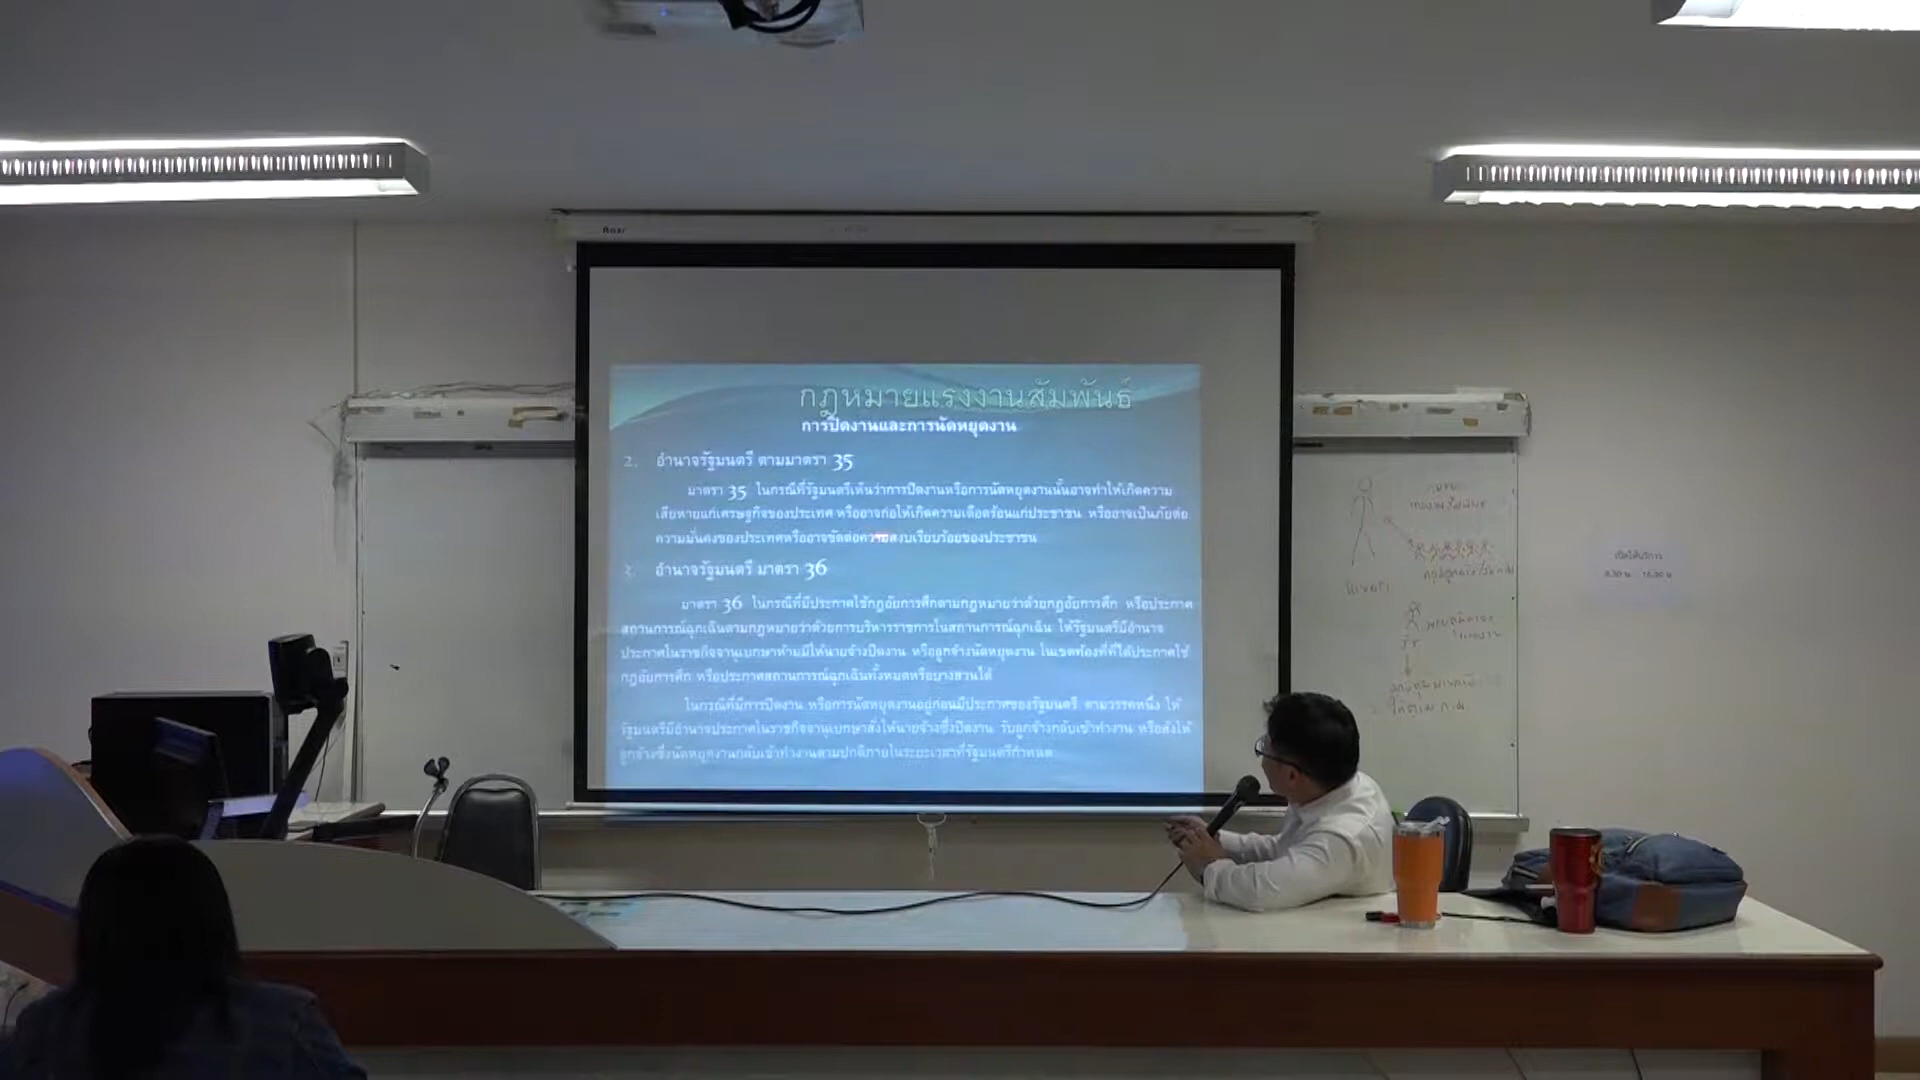 กฎหมายแรงงานสัมพันธ์
การปิดงานและการนัดหยุดงาน
2. อำนาจรัฐมนตรี ตามมาตรา 35
มาตรา 35 ในกรณีที่รัฐมนตรีเห็นว่าการปิดงานหรือการนัดหยุดงานนั้นอาจทำให้เกิดความ
เสียหายแก่เศรษฐกิจของประเทศ หรืออาจก่อให้เกิดความเดือดร้อนแก่ประชาชน หรืออาจเป็นภัยต่อ
ความมั่นคงของประเทศหรืออาจขัดต่อความสงบเรียบร้อยของประชาชน
3. อำนาจรัฐมนตรี มาตรา 36
มาตรา 36 ในกรณีที่มีประกาศใช้กฎอัยการศึกตามกฎหมายว่าด้วยกฎอัยการศึก หรือประกาศ
สถานการณ์ฉุกเฉินตามกฎหมายว่าด้วยการบริหารราชการในสถานการณ์ฉุกเฉิน ให้รัฐมนตรีมีอำนาจ
ประกาศในราชกิจจานุเบกษาห้ามมิให้นายจ้างปิดงาน หรือลูกจ้างนัดหยุดงาน ในเขตท้องที่ที่ได้ประกาศใช้
กฎอัยการศึก หรือประกาศสถานการณ์ฉุกเฉินทั้งหมดหรือบางส่วนได้
ในกรณีที่มีการปิดงาน หรือการนัดหยุดงานอยู่ก่อนมีประกาศของรัฐมนตรี ตามวรรคหนึ่ง ให้
รัฐมนตรีมีอำนาจประกาศในราชกิจจานุเบกษาสั่งให้นายจ้างซึ่งปิดงาน รับลูกจ้างกลับเข้าทำงาน หรือสั่งให้
ลูกจ้างซึ่งนัดหยุดงานกลับเข้าทำงานตามปกติภายในระยะเวลาที่รัฐมนตรีกำหนด
เปิดให้บริการ